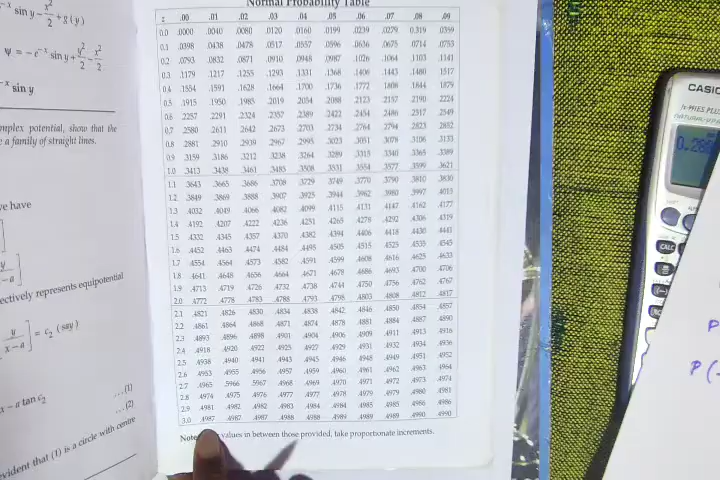 sin y - x²/2 + g(y)
ψ = -e⁻ˣ sin y + y²/2 - x²/2
sin y
complex potential, show that the
a family of straight lines.
have
represents equipotential
y/(x-a)] = c₂ (say)
- a tan c₂
...(1)
...(2)
evident that (1) is a circle with centre
Normal Probability Table
z .00 .01 .02 .03 .04 .05 .06 .07 .08 .09
0.0 .0000 .0040 .0080 .0120 .0160 .0199 .0239 .0279 0.319 .0359
0.1 .0398 .0438 .0478 .0517 .0557 .0596 .0636 .0675 .0714 .0753
0.2 .0793 .0832 .0871 .0910 .0948 .0987 .1026 .1064 .1103 .1141
0.3 .1179 .1217 .1255 .1293 .1331 .1368 .1406 .1443 .1480 .1517
0.4 .1554 .1591 .1628 .1664 .1700 .1736 .1772 .1808 .1844 .1879
0.5 .1915 .1950 .1985 .2019 .2054 .2088 .2123 .2157 .2190 .2224
0.6 .2257 .2291 .2324 .2357 .2389 .2422 .2454 .2486 .2517 .2549
0.7 .2580 .2611 .2642 .2673 .2703 .2734 .2764 .2794 .2823 .2852
0.8 .2881 .2910 .2939 .2967 .2995 .3023 .3051 .3078 .3106 .3133
0.9 .3159 .3186 .3212 .3238 .3264 .3289 .3315 .3340 .3365 .3389
1.0 .3413 .3438 .3461 .3485 .3508 .3531 .3554 .3577 .3599 .3621
1.1 .3643 .3665 .3686 .3708 .3729 .3749 .3770 .3790 .3810 .3830
1.2 .3849 .3869 .3888 .3907 .3925 .3944 .3962 .3980 .3997 .4015
1.3 .4032 .4049 .4066 .4082 .4099 .4115 .4131 .4147 .4162 .4177
1.4 .4192 .4207 .4222 .4236 .4251 .4265 .4278 .4292 .4306 .4319
1.5 .4332 .4345 .4357 .4370 .4382 .4394 .4406 .4418 .4430 .4441
1.6 .4452 .4463 .4474 .4484 .4495 .4505 .4515 .4525 .4535 .4545
1.7 .4554 .4564 .4573 .4582 .4591 .4599 .4608 .4616 .4625 .4633
1.8 .4641 .4648 .4656 .4664 .4671 .4678 .4686 .4693 .4700 .4706
1.9 .4713 .4719 .4726 .4732 .4738 .4744 .4750 .4756 .4762 .4767
2.0 .4772 .4778 .4783 .4788 .4793 .4798 .4803 .4808 .4812 .4817
2.1 .4821 .4826 .4830 .4834 .4838 .4842 .4846 .4850 .4854 .4857
2.2 .4861 .4864 .4868 .4871 .4874 .4878 .4881 .4884 .4887 .4890
2.3 .4893 .4896 .4898 .4901 .4904 .4906 .4909 .4911 .4913 .4916
2.4 .4918 .4920 .4922 .4925 .4927 .4929 .4931 .4932 .4934 .4936
2.5 .4938 .4940 .4941 .4943 .4945 .4946 .4948 .4949 .4951 .4952
2.6 .4953 .4955 .4956 .4957 .4959 .4960 .4961 .4962 .4963 .4964
2.7 .4965 .5966 .4967 .4968 .4969 .4970 .4971 .4972 .4973 .4974
2.8 .4974 .4975 .4976 .4977 .4977 .4978 .4979 .4979 .4980 .4981
2.9 .4981 .4982 .4982 .4983 .4984 .4984 .4985 .4985 .4986 .4986
3.0 .4987 .4987 .4987 .4988 .4988 .4989 .4989 .4989 .4990 .4990
Note: values in between those provided, take proportionate increments.
CASIO
CALC
P
P(